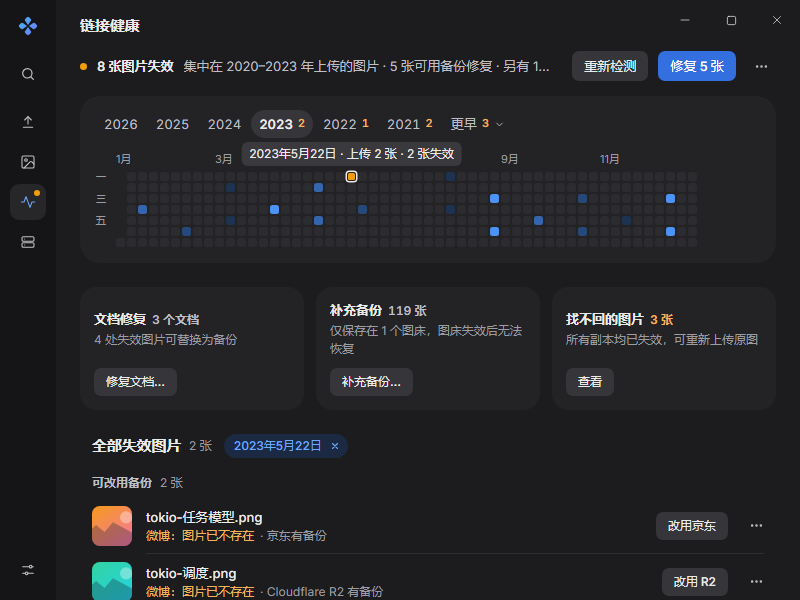 链接健康
8 张图片失效 集中在 2020–2023 年上传的图片 · 5 张可用备份修复 · 另有 1...
重新检测
修复 5 张
2026 2025 2024 2023 2 2022 1 2021 2 更早 3
1月 3月 9月 11月
2023年5月22日 · 上传 2 张 · 2 张失效
一
三
五
文档修复 3 个文档
4 处失效图片可替换为备份
修复文档...
补充备份 119 张
仅保存在 1 个图床，图床失效后无法
恢复
补充备份...
找不回的图片 3 张
所有副本均已失效，可重新上传原图
查看
全部失效图片 2 张 2023年5月22日 ×
可改用备份 2 张
tokio-任务模型.png
微博：图片已不存在 · 京东有备份
改用京东
tokio-调度.png
微博：图片已不存在 · Cloudflare R2 有备份
改用 R2